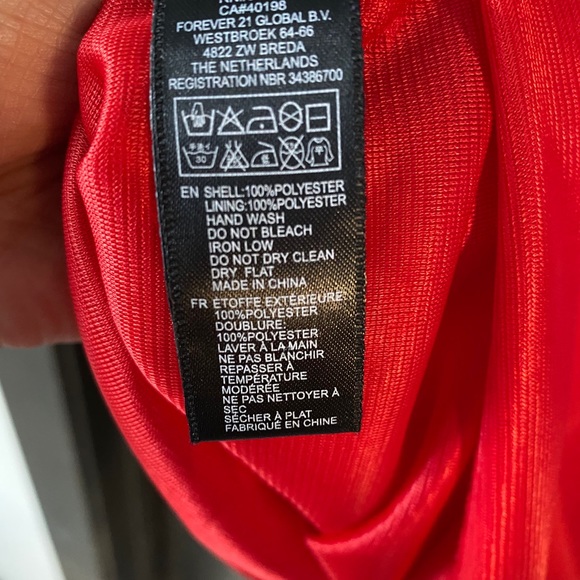 CA#40198
FOREVER 21 GLOBAL B.V.
WESTBROEK 64-66
4822 ZW BREDA
THE NETHERLANDS
REGISTRATION NBR 34386700
30
EN SHELL:100%POLYESTER
LINING:100%POLYESTER
HAND WASH
DO NOT BLEACH
IRON LOW
DO NOT DRY CLEAN
DRY FLAT
MADE IN CHINA
FR ÉTOFFE EXTÉRIEURE:
100%POLYESTER
DOUBLURE:
100%POLYESTER
LAVER À LA MAIN
NE PAS BLANCHIR
REPASSER À
TEMPÉRATURE
MODÉRÉE
NE PAS NETTOYER À
SEC
SÉCHER À PLAT
FABRIQUÉ EN CHINE